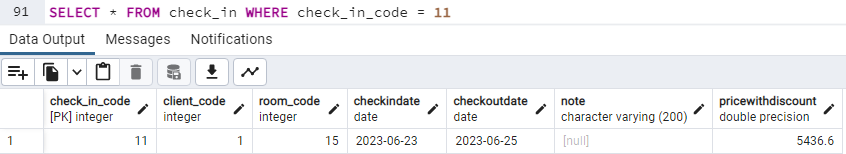 91 SELECT * FROM check_in WHERE check_in_code = 11
Data Output Messages Notifications
check_in_code client_code room_code checkindate checkoutdate note pricewithdiscount
[PK] integer integer integer date date character varying (200) double precision
1 11 1 15 2023-06-23 2023-06-25 [null] 5436.6